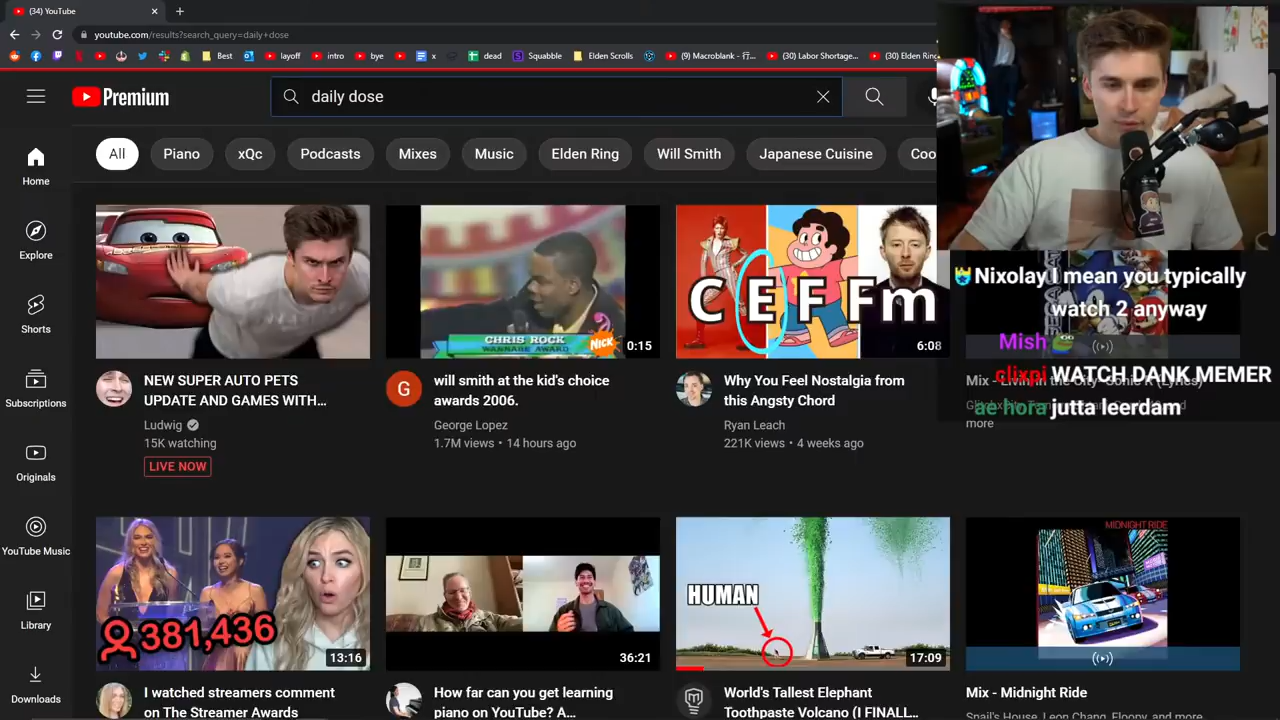 (34) YouTube
youtube.com/results?search_query=daily+dose
Best
layoff
intro
bye
x
dead
Squabble
Elden Scrolls
(9) Macroblank - 行...
(30) Labor Shortage...
(30) Elden Ring
Premium
daily dose
All
Piano
xQc
Podcasts
Mixes
Music
Elden Ring
Will Smith
Japanese Cuisine
Coo
Home
Explore
Shorts
Subscriptions
Originals
YouTube Music
Library
Downloads
CHRIS ROCK
WANNABE AWARD
NICK
0:15
C E F Fm
6:08
Nixolay I mean you typically
watch 2 anyway
Mish
clixpi WATCH DANK MEMER
ae hora jutta leerdam
NEW SUPER AUTO PETS
UPDATE AND GAMES WITH...
Ludwig
15K watching
LIVE NOW
G
will smith at the kid's choice
awards 2006.
George Lopez
1.7M views • 14 hours ago
Why You Feel Nostalgia from
this Angsty Chord
Ryan Leach
221K views • 4 weeks ago
more
381,436
13:16
36:21
HUMAN
17:09
MIDNIGHT RIDE
I watched streamers comment
on The Streamer Awards
How far can you get learning
piano on YouTube? A...
World's Tallest Elephant
Toothpaste Volcano (I FINALL...
Mix - Midnight Ride
Snail's House, Leon Chang, Floopy, and more